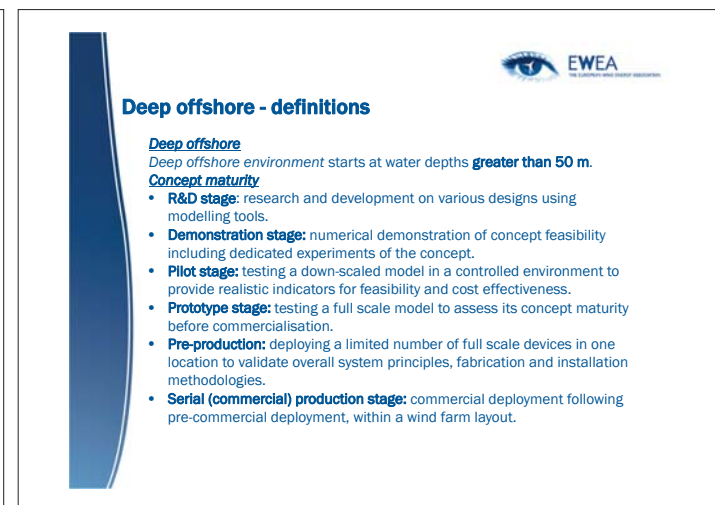 EWEA
THE EUROPEAN WIND ENERGY ASSOCIATION
Deep offshore - definitions
Deep offshore
Deep offshore environment starts at water depths greater than 50 m.
Concept maturity
• R&D stage: research and development on various designs using
modelling tools.
• Demonstration stage: numerical demonstration of concept feasibility
including dedicated experiments of the concept.
• Pilot stage: testing a down-scaled model in a controlled environment to
provide realistic indicators for feasibility and cost effectiveness.
• Prototype stage: testing a full scale model to assess its concept maturity
before commercialisation.
• Pre-production: deploying a limited number of full scale devices in one
location to validate overall system principles, fabrication and installation
methodologies.
• Serial (commercial) production stage: commercial deployment following
pre-commercial deployment, within a wind farm layout.